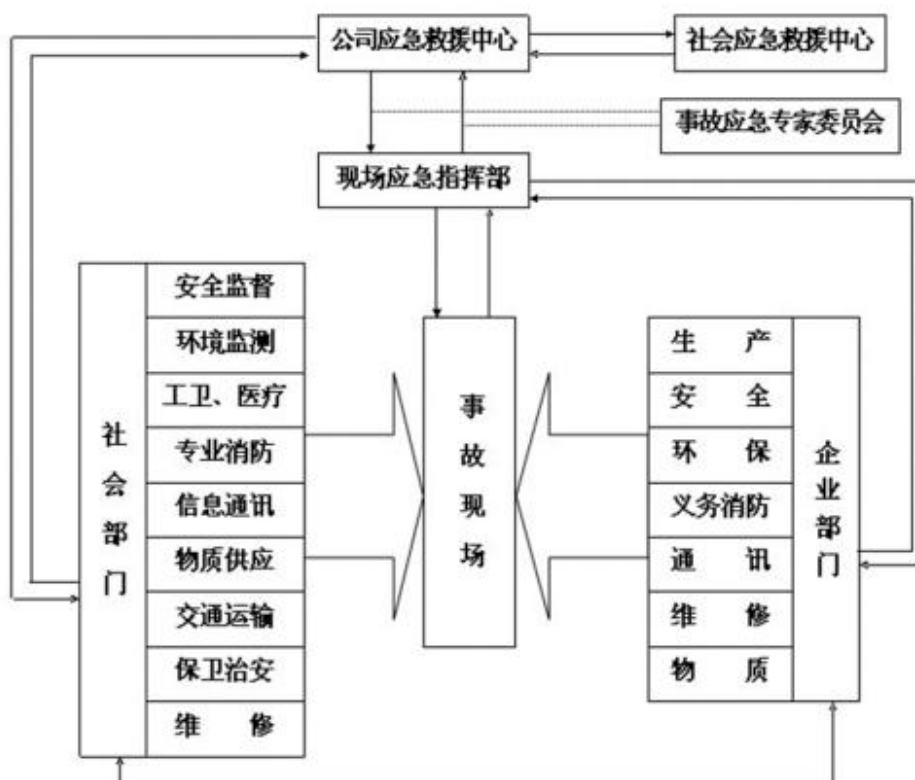 公司应急救援中心
社会应急救援中心
事故应急专家委员会
现场应急指挥部
社会部门
安全监督
环境监测
工卫、医疗
专业消防
信息通讯
物质供应
交通运输
保卫治安
维 修
事故现场
生 产
安 全
环 保
义务消防
通 讯
维 修
物 质
企业部门